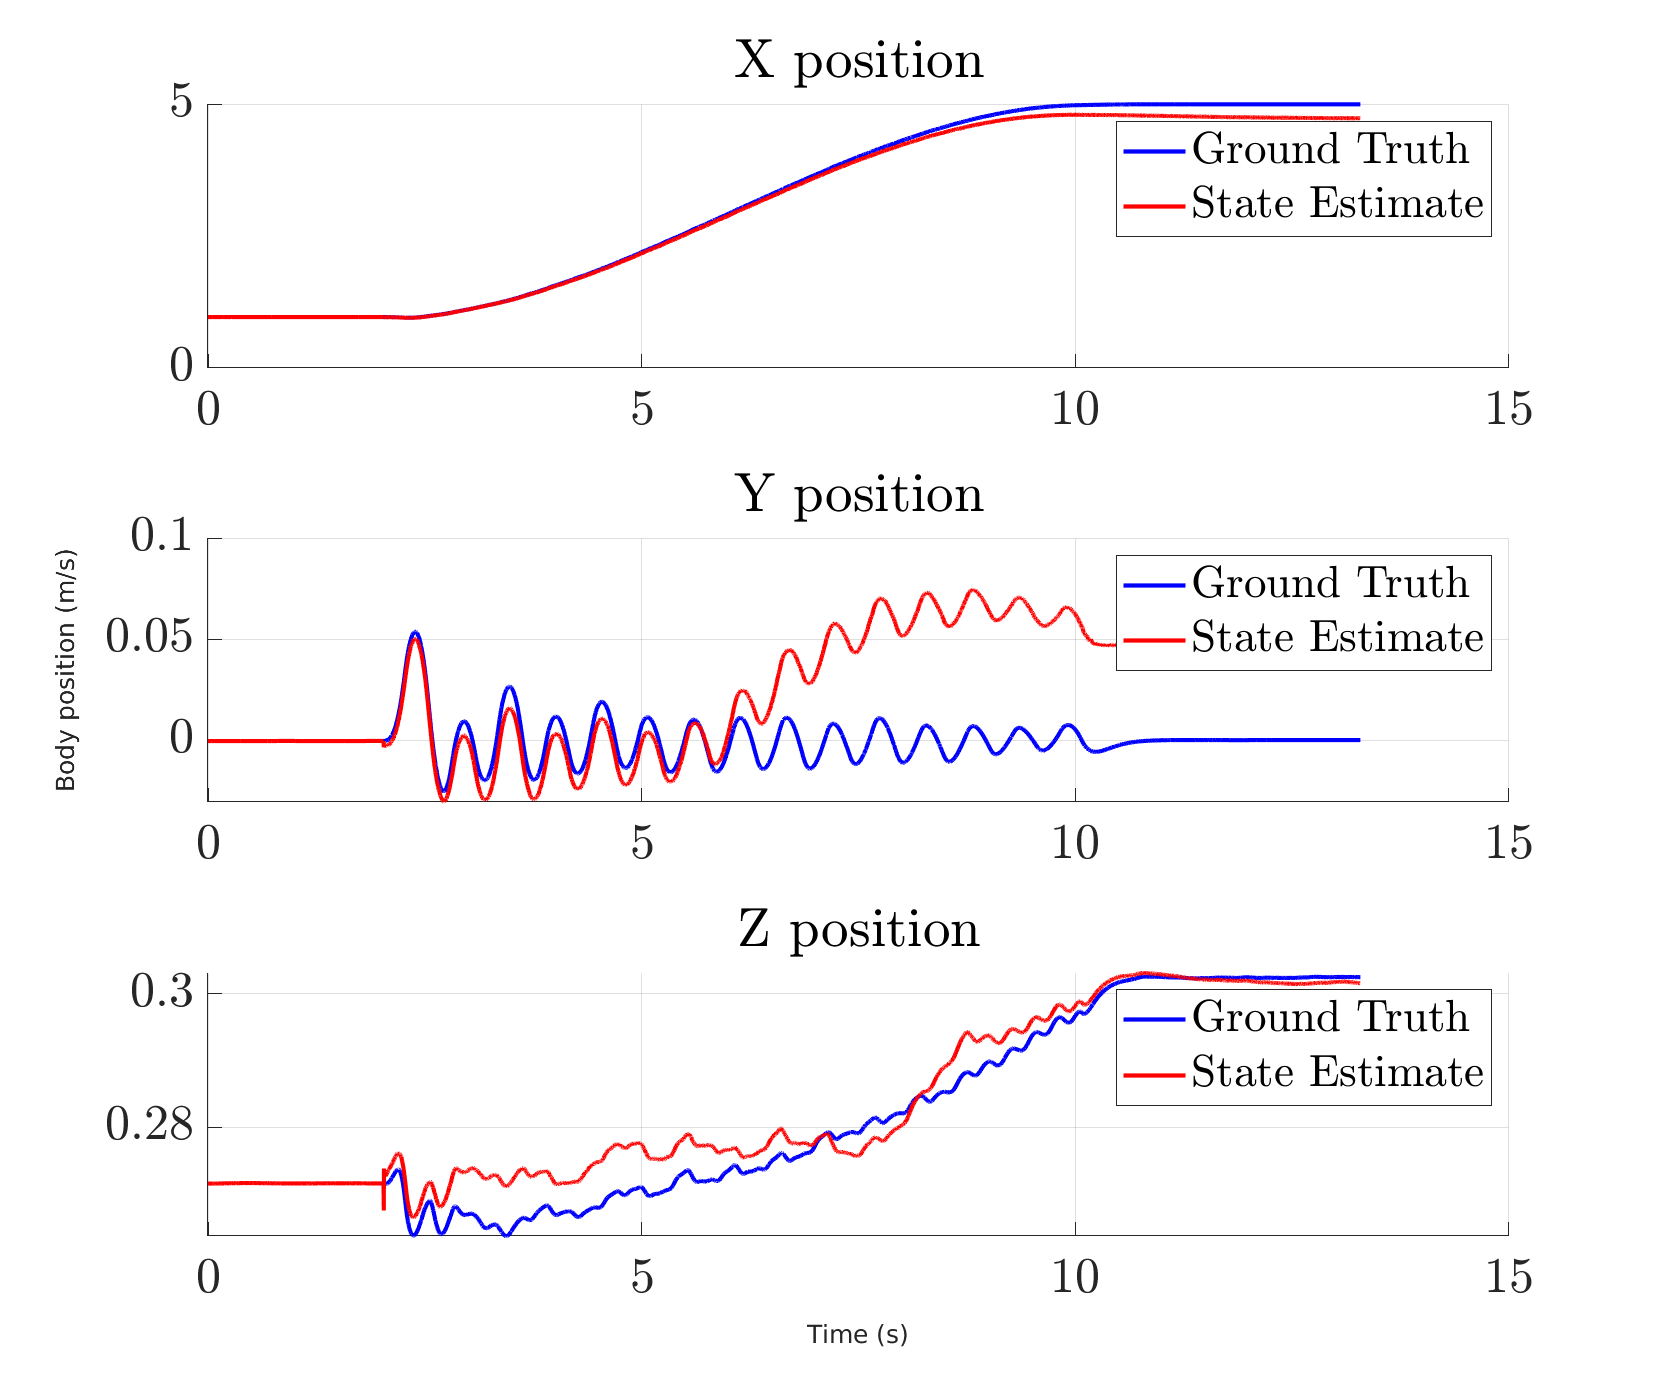 X position
5
0
0 5 10 15
Ground Truth
State Estimate
Y position
Body position (m/s)
0.1
0.05
0
0 5 10 15
Ground Truth
State Estimate
Z position
0.3
0.28
0 5 10 15
Ground Truth
State Estimate
Time (s)